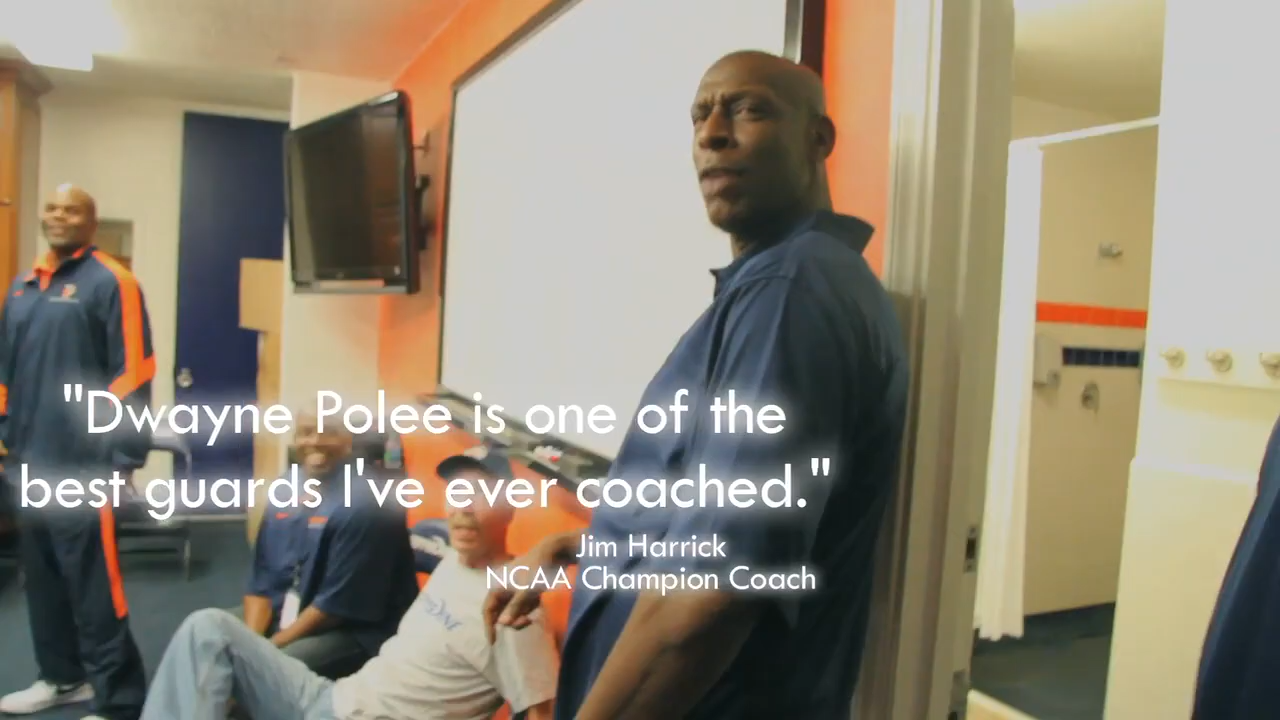 "Dwayne Polee is one of the
best guards I've ever coached."
Jim Harrick
NCAA Champion Coach